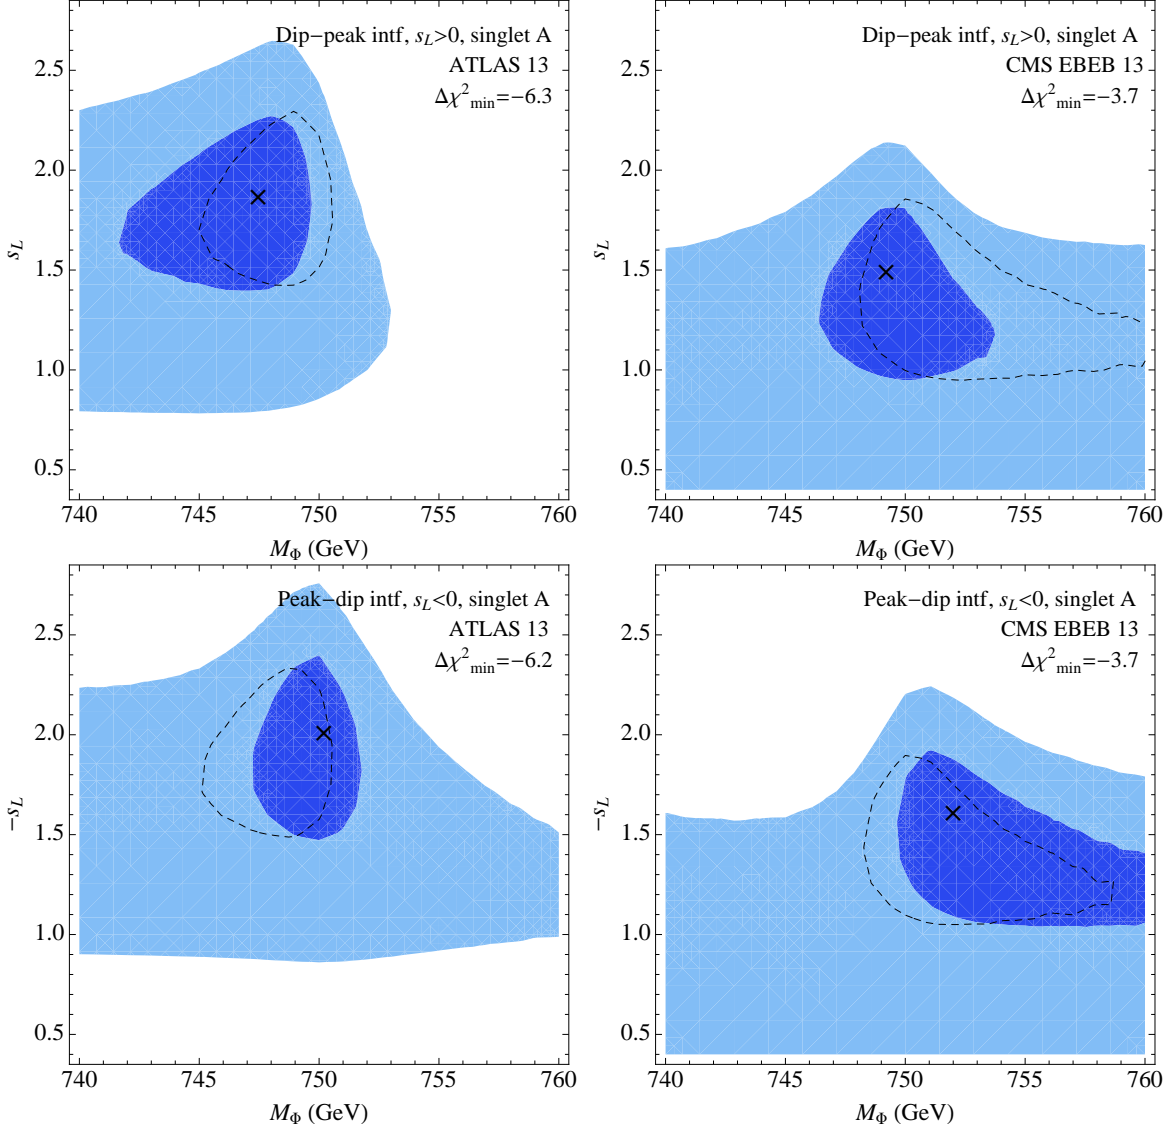 Dip−peak intf, s_L>0, singlet A
ATLAS 13
Δχ²_min=−6.3
2.5
2.0
1.5
1.0
0.5
s_L
740 745 750 755 760
M_Φ (GeV)
Dip−peak intf, s_L>0, singlet A
CMS EBEB 13
Δχ²_min=−3.7
2.5
2.0
1.5
1.0
0.5
s_L
740 745 750 755 760
M_Φ (GeV)
Peak−dip intf, s_L<0, singlet A
ATLAS 13
Δχ²_min=−6.2
2.5
2.0
1.5
1.0
0.5
−s_L
740 745 750 755 760
M_Φ (GeV)
Peak−dip intf, s_L<0, singlet A
CMS EBEB 13
Δχ²_min=−3.7
2.5
2.0
1.5
1.0
0.5
−s_L
740 745 750 755 760
M_Φ (GeV)